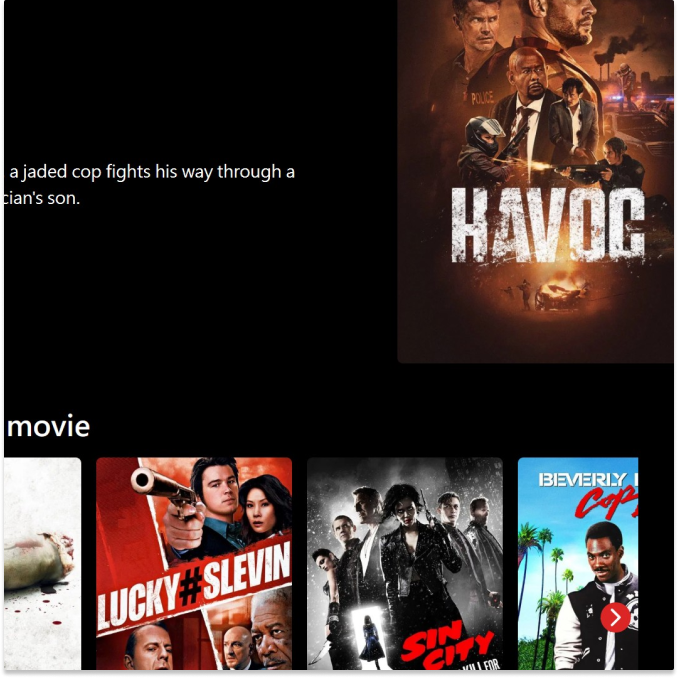 POLICE
a jaded cop fights his way through a
cian's son.
HAVOC
movie
LUCKY#SLEVIN
SIN
CITY
KILL FOR
BEVERLY
Cop